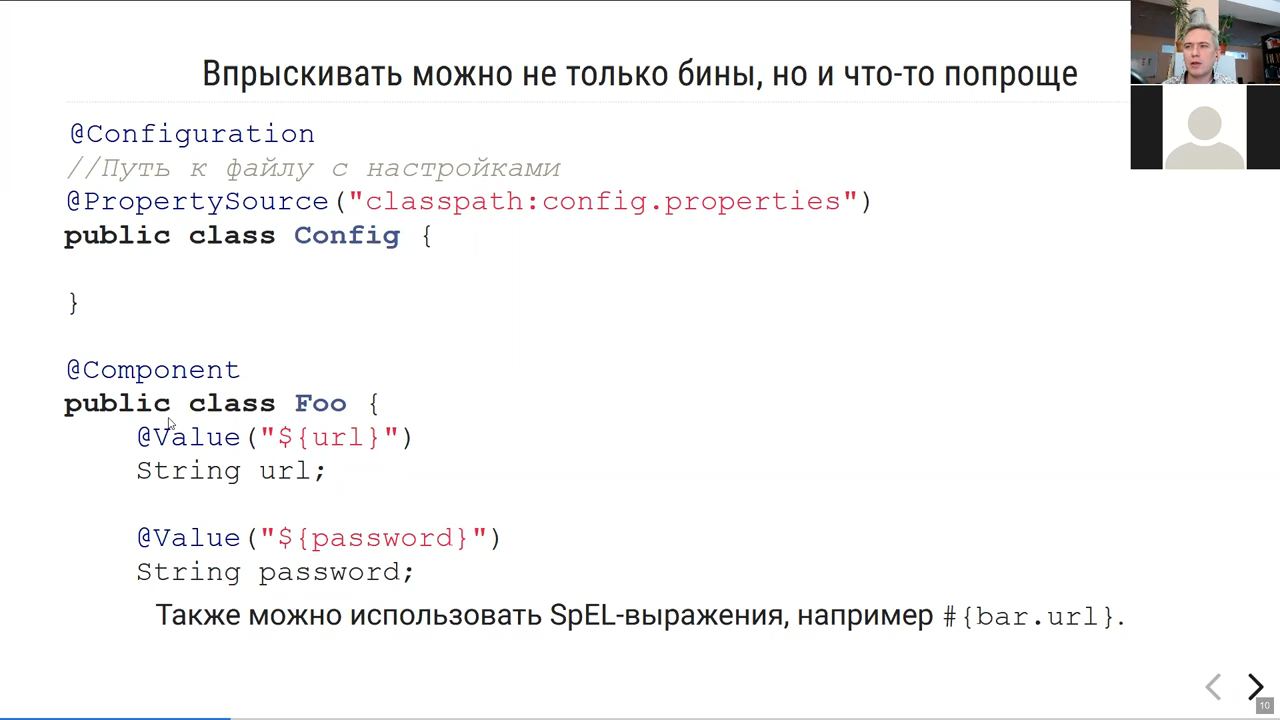 Впрыскивать можно не только бины, но и что-то попроще
@Configuration
//Путь к файлу с настройками
@PropertySource("classpath:config.properties")
public class Config {
}
@Component
public class Foo {
@Value("${url}")
String url;
@Value("${password}")
String password;
Также можно использовать SpEL-выражения, например #{bar.url}.
10